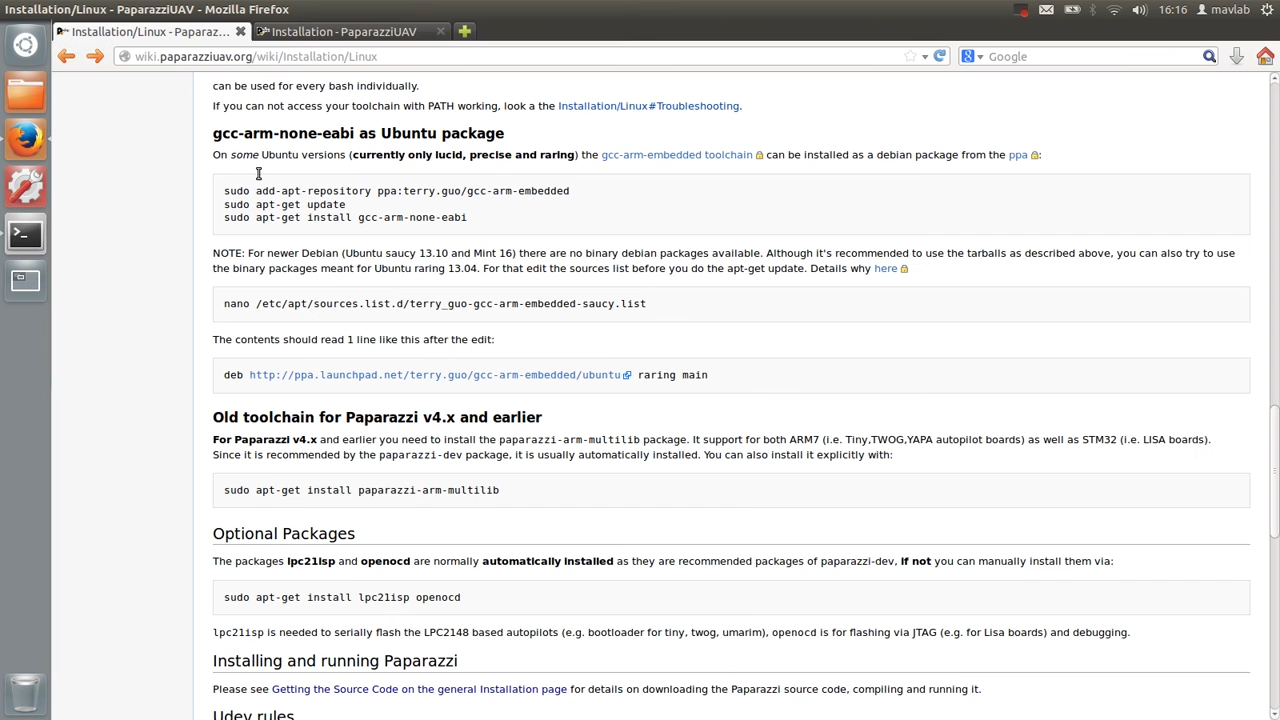 Installation/Linux - PaparazziUAV - Mozilla Firefox
16:16 mavlab
Installation/Linux - Paparaz...
Installation - PaparazziUAV
wiki.paparazziuav.org/wiki/Installation/Linux
Google
can be used for every bash individually.
If you can not access your toolchain with PATH working, look a the Installation/Linux#Troubleshooting.
gcc-arm-none-eabi as Ubuntu package
On some Ubuntu versions (currently only lucid, precise and raring) the gcc-arm-embedded toolchain can be installed as a debian package from the ppa :
sudo add-apt-repository ppa:terry.guo/gcc-arm-embedded
sudo apt-get update
sudo apt-get install gcc-arm-none-eabi
NOTE: For newer Debian (Ubuntu saucy 13.10 and Mint 16) there are no binary debian packages available. Although it's recommended to use the tarballs as described above, you can also try to use
the binary packages meant for Ubuntu raring 13.04. For that edit the sources list before you do the apt-get update. Details why here
nano /etc/apt/sources.list.d/terry_guo-gcc-arm-embedded-saucy.list
The contents should read 1 line like this after the edit:
deb http://ppa.launchpad.net/terry.guo/gcc-arm-embedded/ubuntu raring main
Old toolchain for Paparazzi v4.x and earlier
For Paparazzi v4.x and earlier you need to install the paparazzi-arm-multilib package. It support for both ARM7 (i.e. Tiny,TWOG,YAPA autopilot boards) as well as STM32 (i.e. LISA boards).
Since it is recommended by the paparazzi-dev package, it is usually automatically installed. You can also install it explicitly with:
sudo apt-get install paparazzi-arm-multilib
Optional Packages
The packages lpc21isp and openocd are normally automatically installed as they are recommended packages of paparazzi-dev, if not you can manually install them via:
sudo apt-get install lpc21isp openocd
lpc21isp is needed to serially flash the LPC2148 based autopilots (e.g. bootloader for tiny, twog, umarim), openocd is for flashing via JTAG (e.g. for Lisa boards) and debugging.
Installing and running Paparazzi
Please see Getting the Source Code on the general Installation page for details on downloading the Paparazzi source code, compiling and running it.
Udev rules